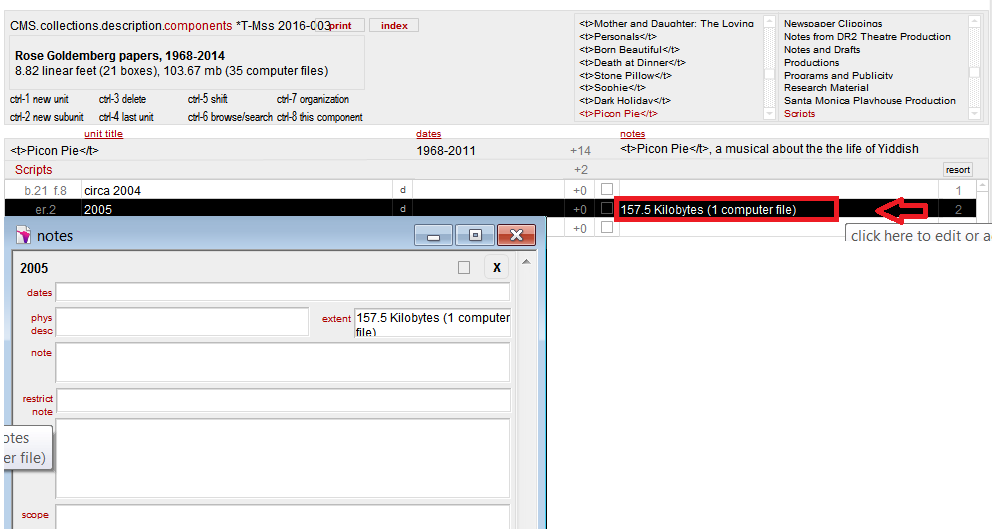 CMS.collections.description.components *T-Mss 2016-003 print index
Rose Goldemberg papers, 1968-2014
8.82 linear feet (21 boxes), 103.67 mb (35 computer files)
ctrl-1 new unit ctrl-3 delete ctrl-5 shift ctrl-7 organization
ctrl-2 new subunit ctrl-4 last unit ctrl-6 browse/search ctrl-8 this component
<t>Mother and Daughter: The Loving
<t>Personals</t>
<t>Born Beautiful</t>
<t>Death at Dinner</t>
<t>Stone Pillow</t>
<t>Sophie</t>
<t>Dark Holiday</t>
<t>Picon Pie</t>
Newspaper Clippings
Notes from DR2 Theatre Production
Notes and Drafts
Productions
Programs and Publicity
Research Material
Santa Monica Playhouse Production
Scripts
unit title dates notes
<t>Picon Pie</t> 1968-2011 +14 <t>Picon Pie</t>, a musical about the the life of Yiddish
Scripts +2 resort
b.21 f.8 circa 2004 d +0 1
er.2 2005 d +0 157.5 Kilobytes (1 computer file) 2
+0
click here to edit or a
notes
2005 X
dates
phys desc
extent 157.5 Kilobytes (1 computer
file)
note
restrict
note
otes
er file)
scope